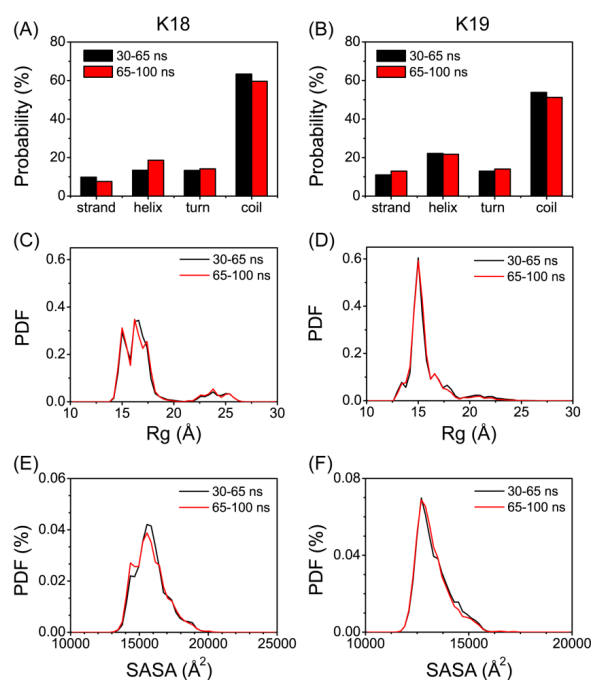 K18
K19
(A)
80
60
40
20
0
Probability (%)
30-65 ns
65-100 ns
strand helix turn coil
(B)
80
60
40
20
0
Probability (%)
30-65 ns
65-100 ns
strand helix turn coil
(C)
0.6
0.4
0.2
0.0
PDF
30-65 ns
65-100 ns
10 15 20 25 30
Rg (Å)
(D)
0.6
0.4
0.2
0.0
PDF
30-65 ns
65-100 ns
10 15 20 25 30
Rg (Å)
(E)
0.06
0.04
0.02
0.00
PDF (%)
30-65 ns
65-100 ns
10000 15000 20000 25000
SASA (Å²)
(F)
0.08
0.04
0.00
PDF (%)
30-65 ns
65-100 ns
10000 15000 20000
SASA (Å²)